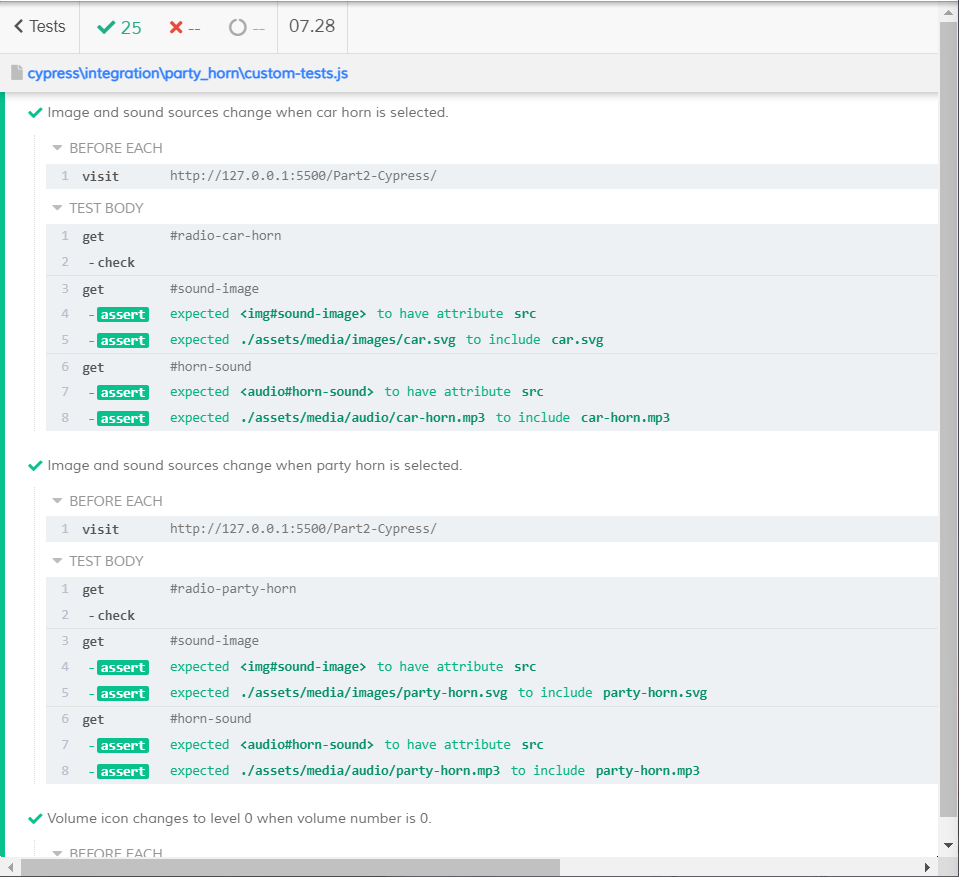 Tests 25 -- -- 07.28
cypress\integration\party_horn\custom-tests.js
Image and sound sources change when car horn is selected.
BEFORE EACH
1 visit http://127.0.0.1:5500/Part2-Cypress/
TEST BODY
1 get #radio-car-horn
2 -check
3 get #sound-image
4 -assert expected <img#sound-image> to have attribute src
5 -assert expected ./assets/media/images/car.svg to include car.svg
6 get #horn-sound
7 -assert expected <audio#horn-sound> to have attribute src
8 -assert expected ./assets/media/audio/car-horn.mp3 to include car-horn.mp3
Image and sound sources change when party horn is selected.
BEFORE EACH
1 visit http://127.0.0.1:5500/Part2-Cypress/
TEST BODY
1 get #radio-party-horn
2 -check
3 get #sound-image
4 -assert expected <img#sound-image> to have attribute src
5 -assert expected ./assets/media/images/party-horn.svg to include party-horn.svg
6 get #horn-sound
7 -assert expected <audio#horn-sound> to have attribute src
8 -assert expected ./assets/media/audio/party-horn.mp3 to include party-horn.mp3
Volume icon changes to level 0 when volume number is 0.
BEFORE EACH